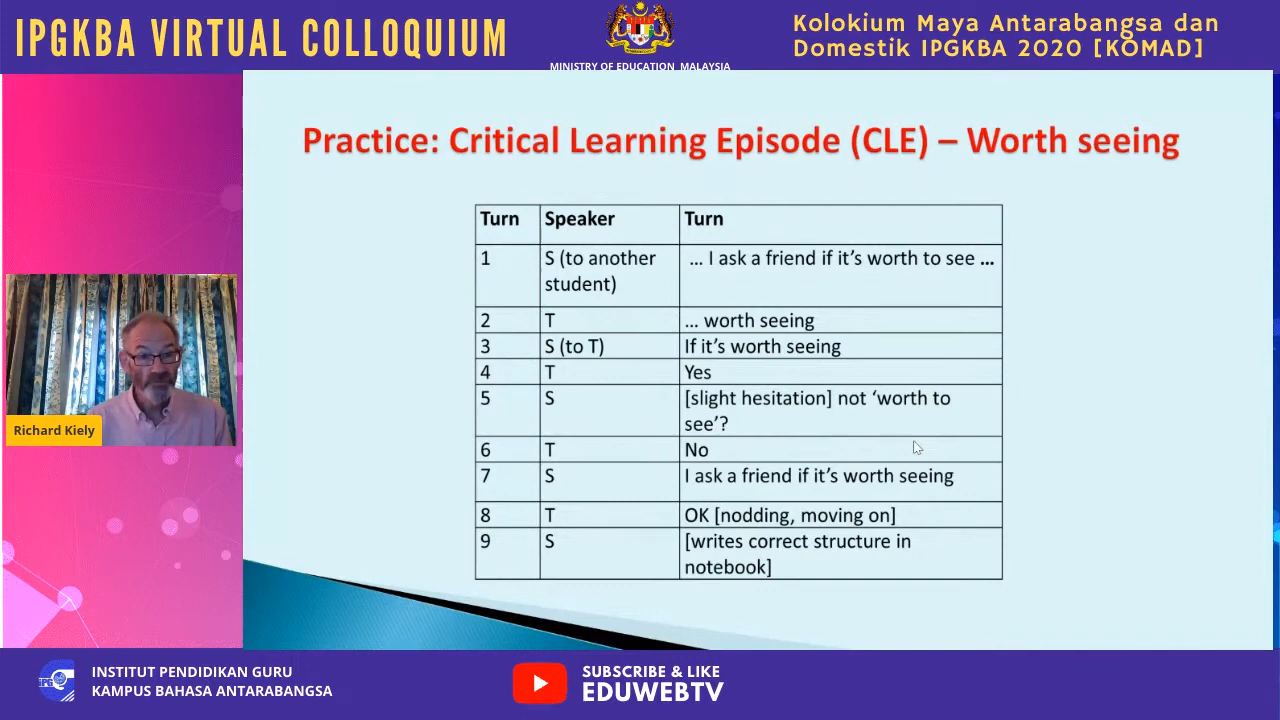 IPGKBA VIRTUAL COLLOQUIUM
MINISTRY OF EDUCATION MALAYSIA
Kolokium Maya Antarabangsa dan
Domestik IPGKBA 2020 [KOMAD]
Practice: Critical Learning Episode (CLE) – Worth seeing
Turn Speaker Turn
1 S (to another … I ask a friend if it’s worth to see …
student)
2 T … worth seeing
3 S (to T) If it’s worth seeing
4 T Yes
5 S [slight hesitation] not ‘worth to
see’?
6 T No
7 S I ask a friend if it’s worth seeing
8 T OK [nodding, moving on]
9 S [writes correct structure in
notebook]
Richard Kiely
IPG
INSTITUT PENDIDIKAN GURU
KAMPUS BAHASA ANTARABANGSA
SUBSCRIBE & LIKE
EDUWEBTV